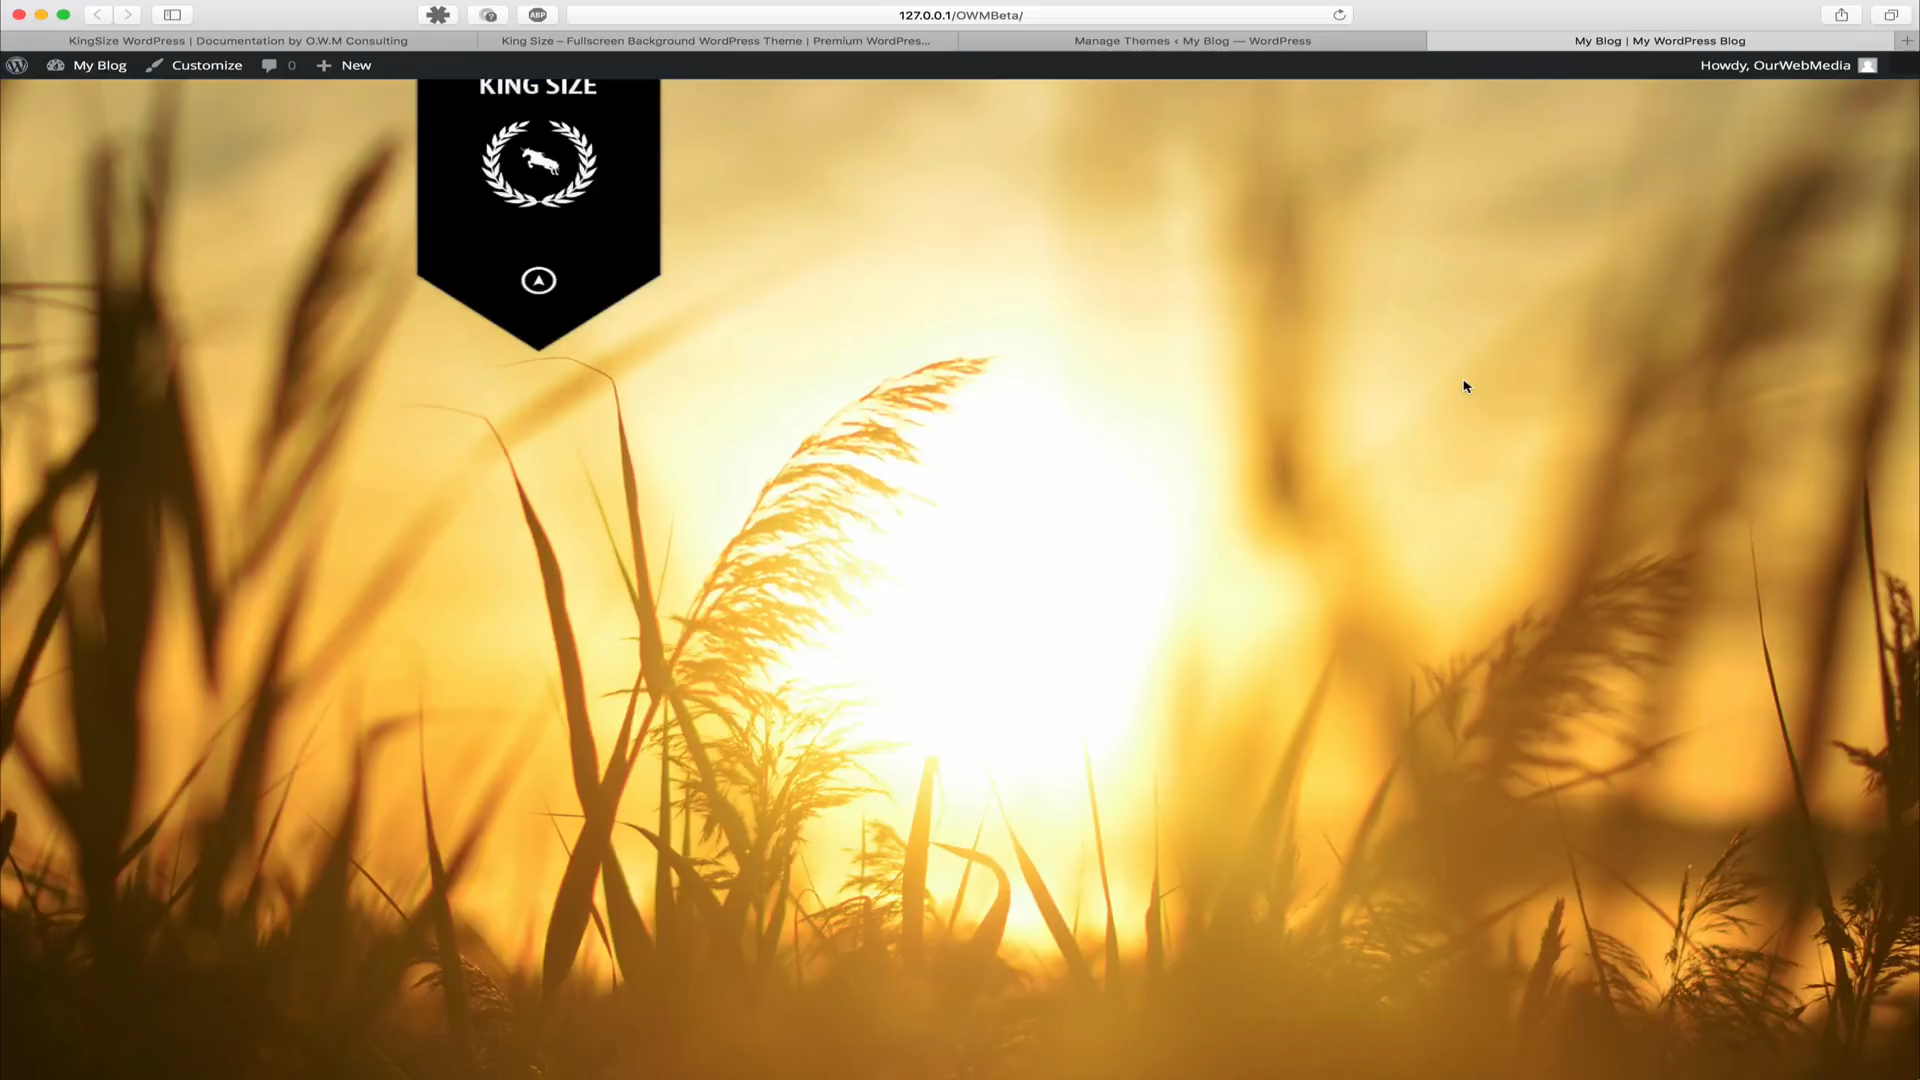 ABP
127.0.0.1/OWMBeta/
KingSize WordPress | Documentation by O.W.M Consulting
King Size – Fullscreen Background WordPress Theme | Premium WordPres...
Manage Themes ‹ My Blog — WordPress
My Blog | My WordPress Blog
My Blog
Customize
0
New
Howdy, OurWebMedia
KING SIZE